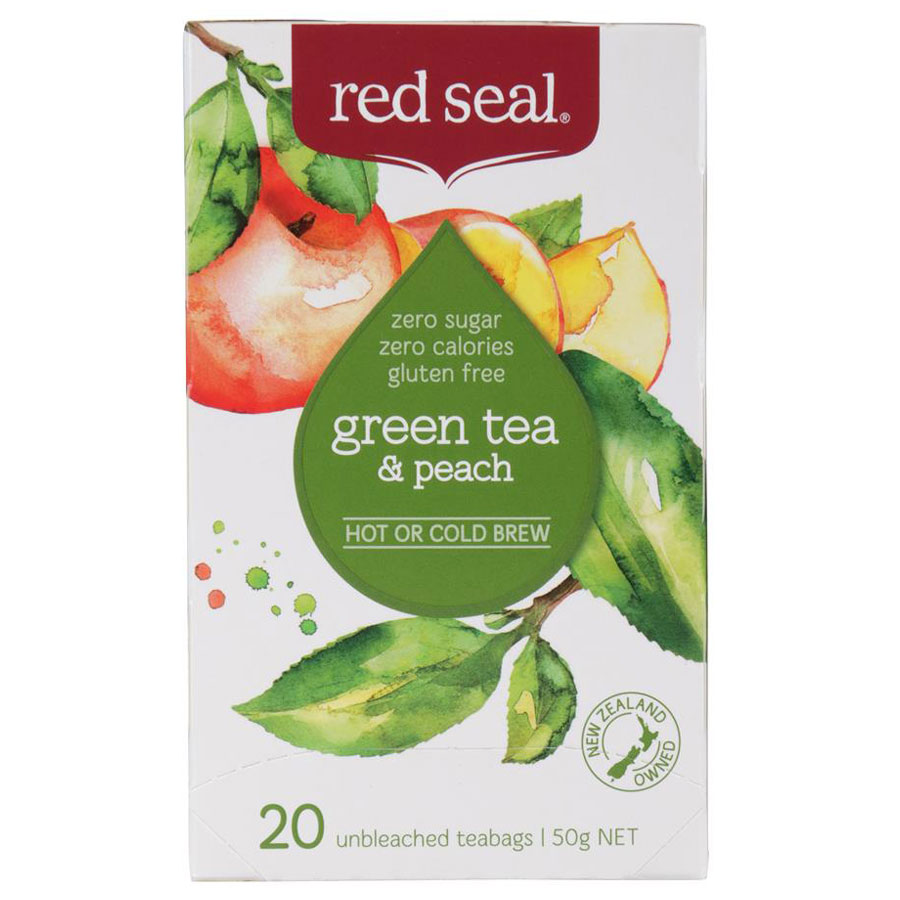 red seal®
zero sugar
zero calories
gluten free
green tea
& peach
HOT OR COLD BREW
NEW ZEALAND
OWNED
20 unbleached teabags | 50g NET